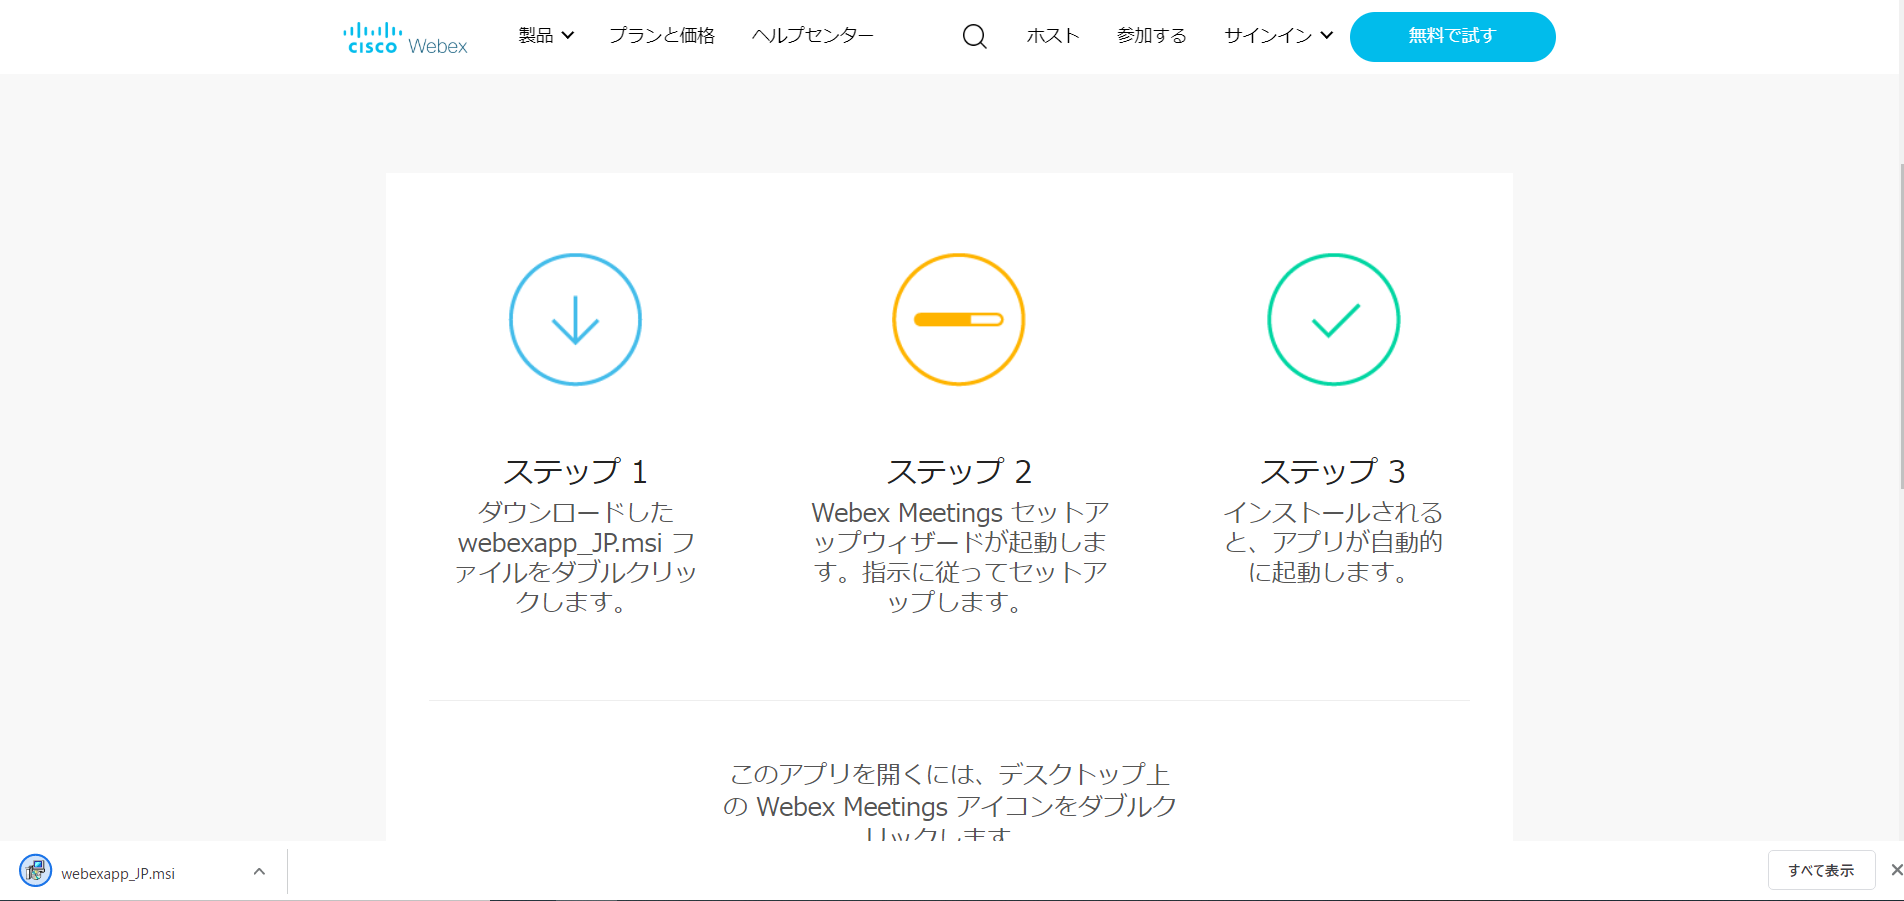 CISCO Webex 製品 プランと価格 ヘルプセンター ホスト 参加する サインイン 無料で試す
ステップ 1
ダウンロードした
webexapp_JP.msi フ
ァイルをダブルクリッ
クします。
ステップ 2
Webex Meetings セットア
ップウィザードが起動しま
す。指示に従ってセットア
ップします。
ステップ 3
インストールされる
と、アプリが自動的
に起動します。
このアプリを開くには、デスクトップ上
の Webex Meetings アイコンをダブルク
リックします
webexapp_JP.msi すべて表示